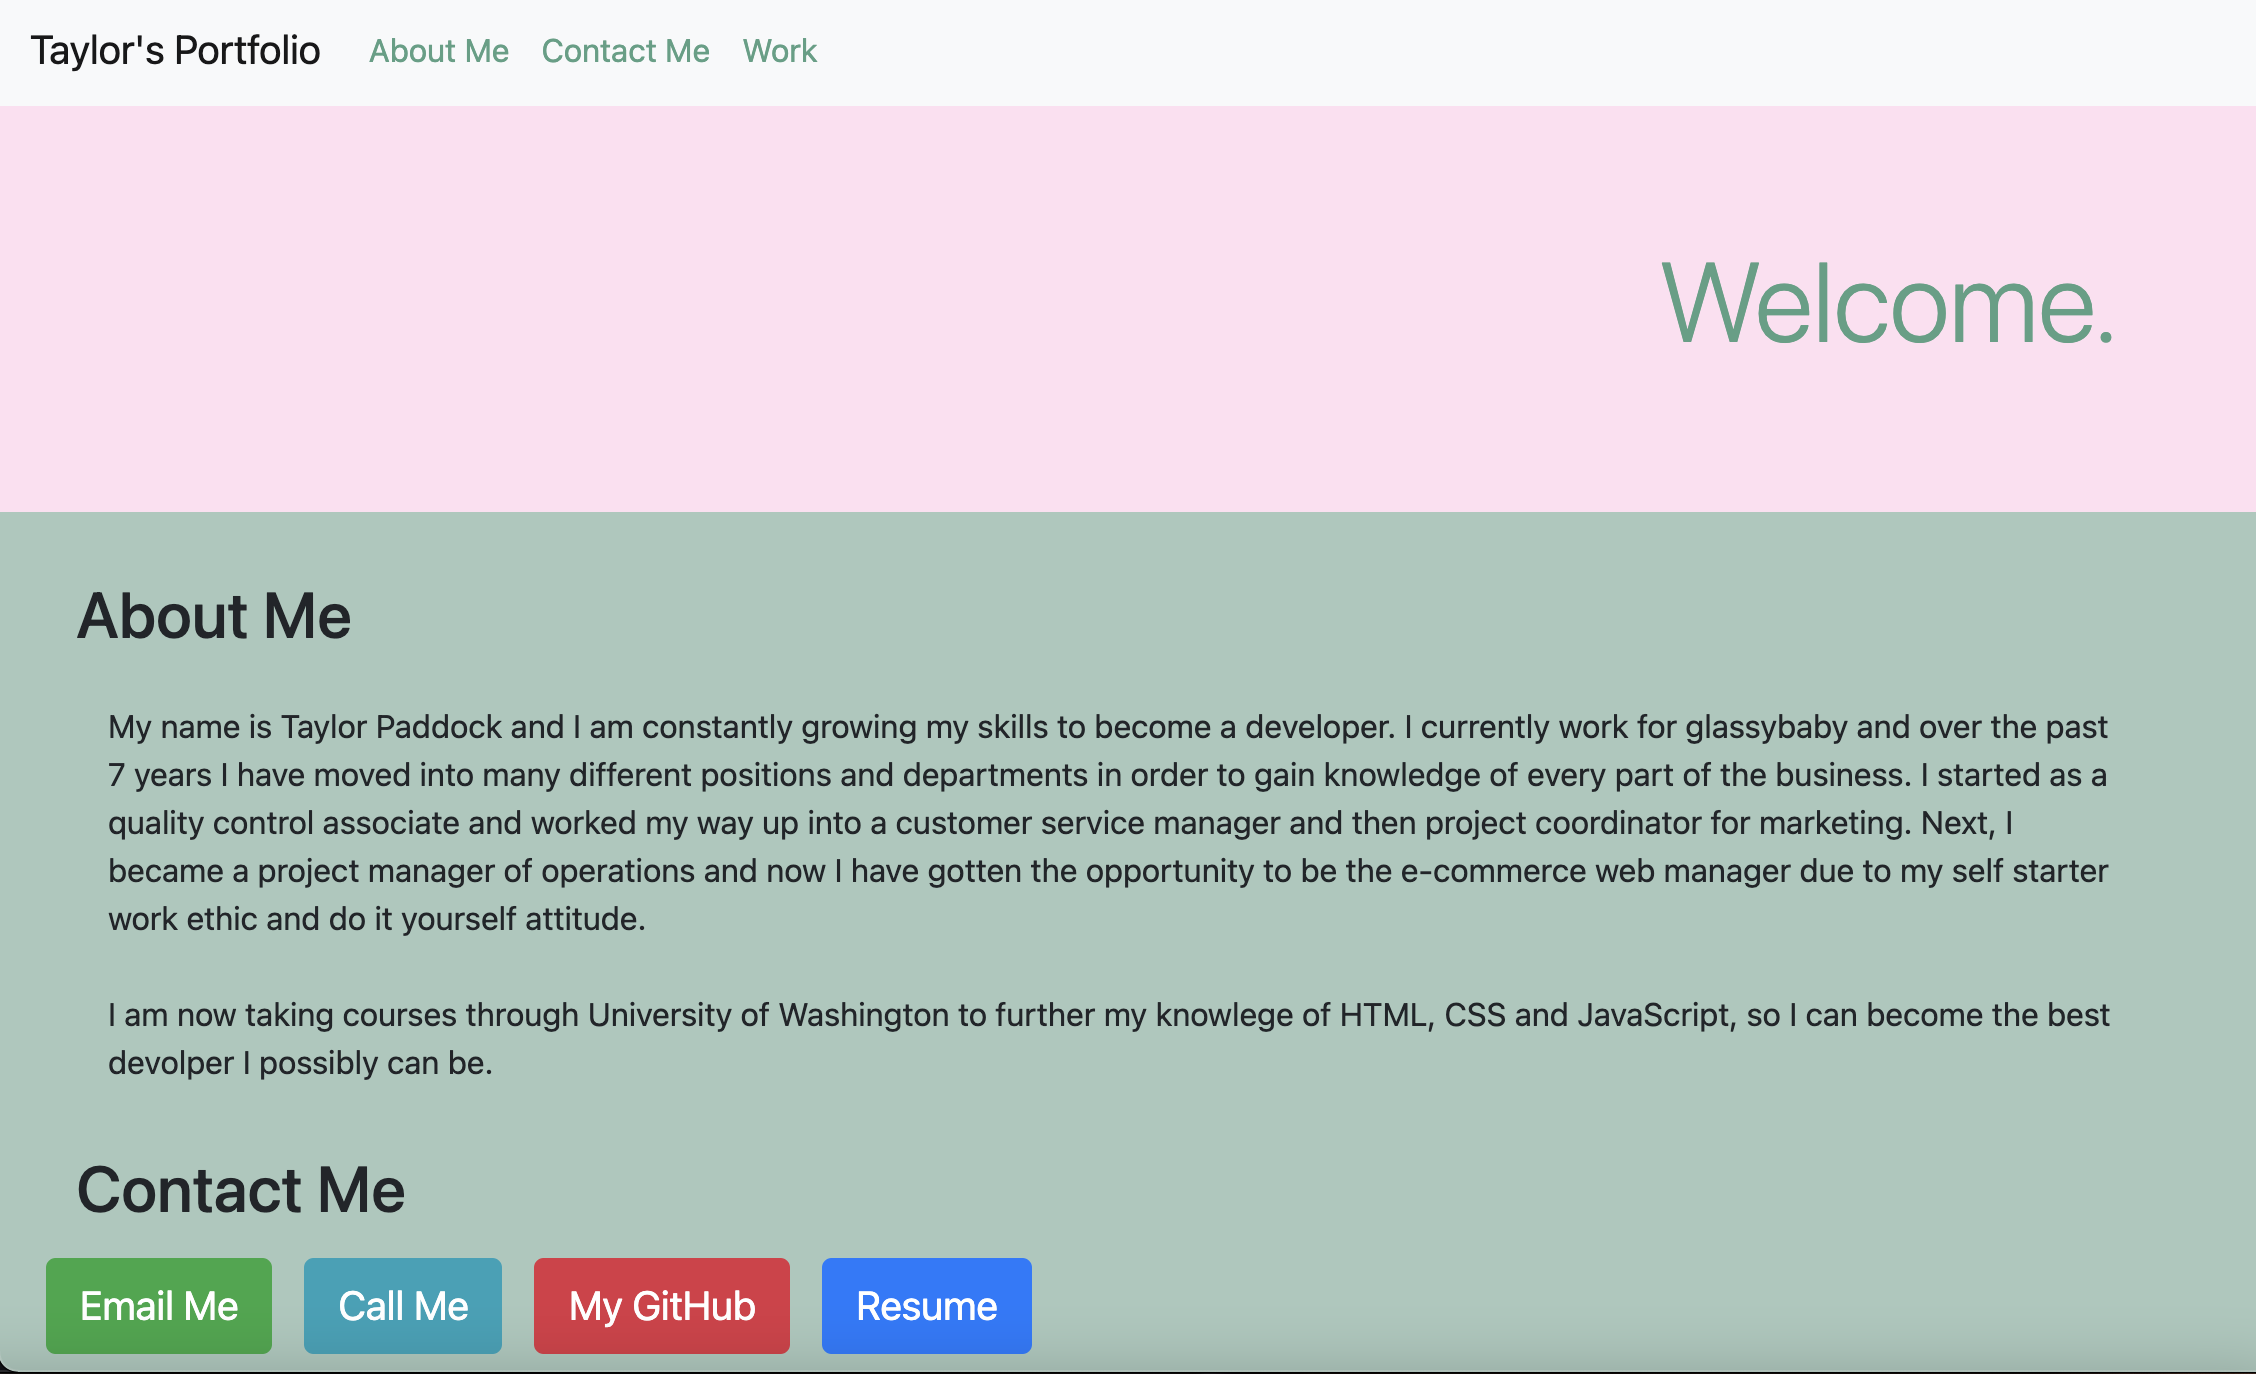 Taylor's Portfolio About Me Contact Me Work
Welcome.
About Me
My name is Taylor Paddock and I am constantly growing my skills to become a developer. I currently work for glassybaby and over the past
7 years I have moved into many different positions and departments in order to gain knowledge of every part of the business. I started as a
quality control associate and worked my way up into a customer service manager and then project coordinator for marketing. Next, I
became a project manager of operations and now I have gotten the opportunity to be the e-commerce web manager due to my self starter
work ethic and do it yourself attitude.
I am now taking courses through University of Washington to further my knowlege of HTML, CSS and JavaScript, so I can become the best
devolper I possibly can be.
Contact Me
Email Me Call Me My GitHub Resume